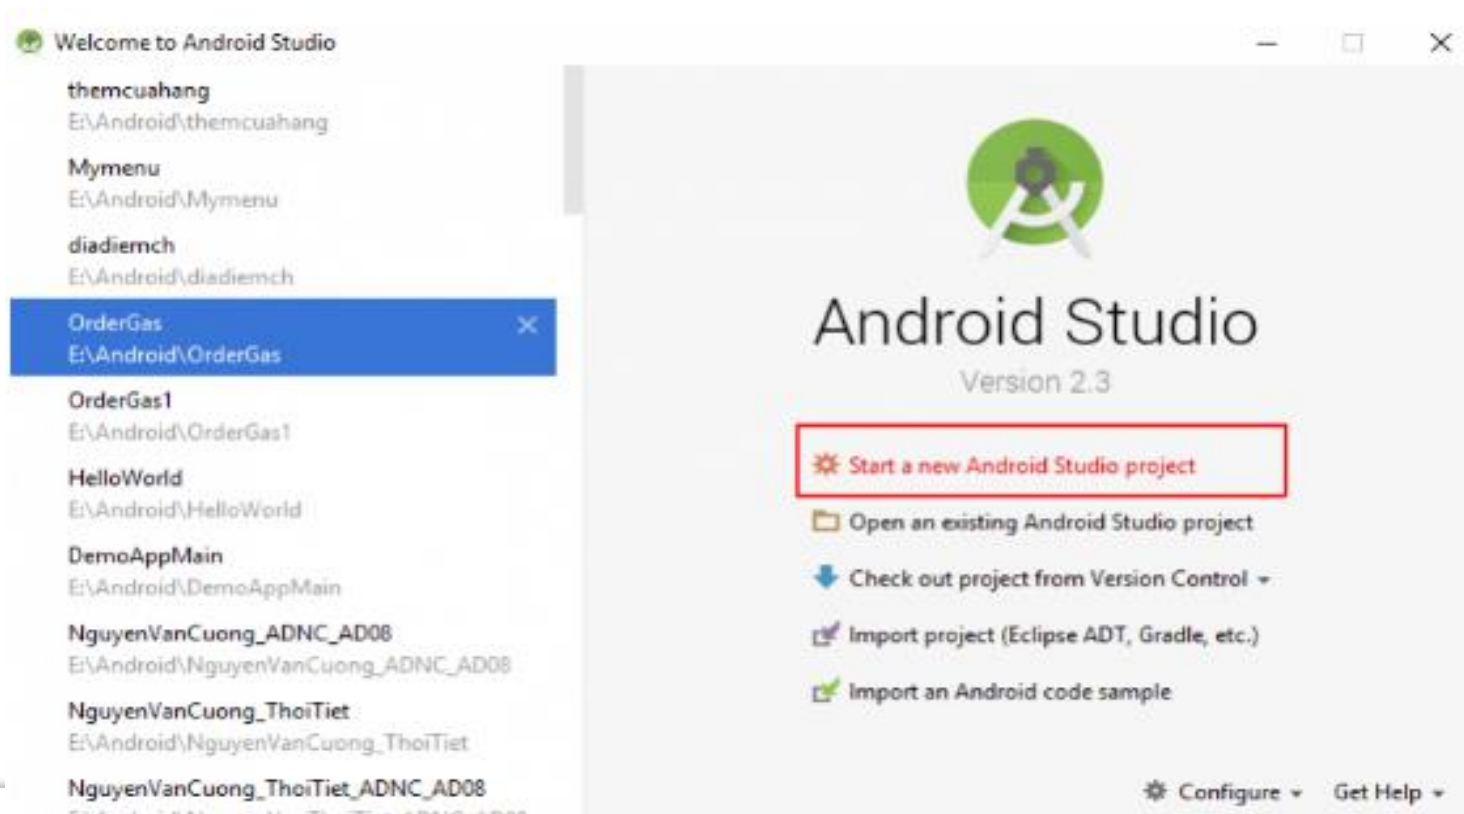 Welcome to Android Studio
themcuahang
E:\Android\themcuahang
Mymenu
E:\Android\Mymenu
diadiemch
E:\Android\diadiemch
OrderGas
E:\Android\OrderGas
OrderGas1
E:\Android\OrderGas1
HelloWorld
E:\Android\HelloWorld
DemoAppMain
E:\Android\DemoAppMain
NguyenVanCuong_ADNC_AD08
E:\Android\NguyenVanCuong_ADNC_AD08
NguyenVanCuong_ThoiTiet
E:\Android\NguyenVanCuong_ThoiTiet
NguyenVanCuong_ThoiTiet_ADNC_AD08
Android Studio
Version 2.3
Start a new Android Studio project
Open an existing Android Studio project
Check out project from Version Control
Import project (Eclipse ADT, Gradle, etc.)
Import an Android code sample
Configure
Get Help